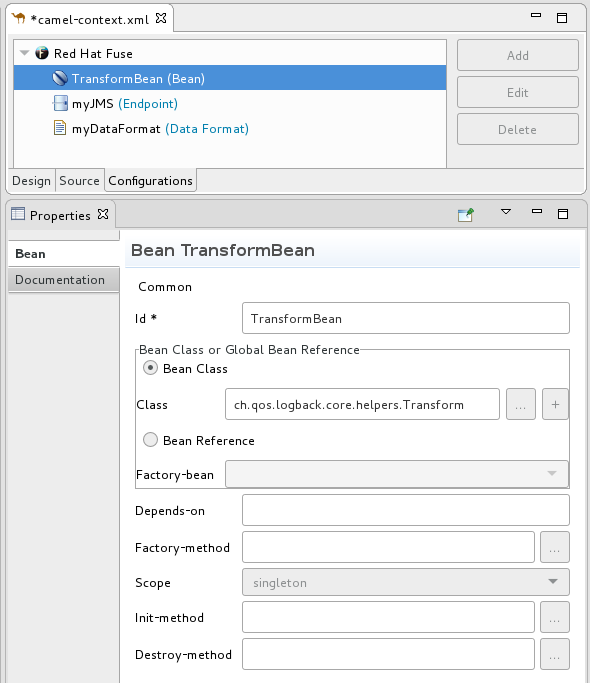 *camel-context.xml
Red Hat Fuse
TransformBean (Bean)
myJMS (Endpoint)
myDataFormat (Data Format)
Add
Edit
Delete
Design Source Configurations
Properties
Bean
Documentation
Bean TransformBean
Common
Id * TransformBean
Bean Class or Global Bean Reference
Bean Class
Class ch.qos.logback.core.helpers.Transform ... +
Bean Reference
Factory-bean
Depends-on
Factory-method ...
Scope singleton
Init-method ...
Destroy-method ...